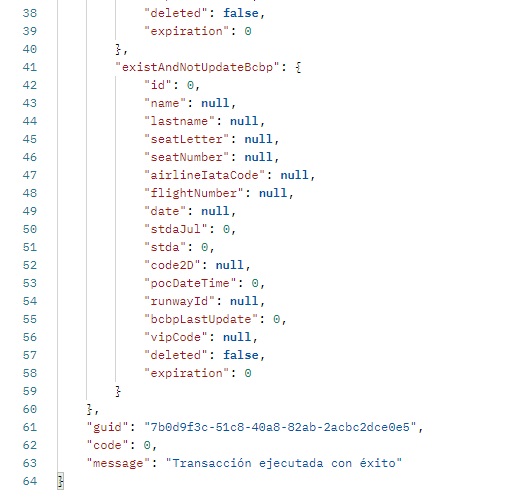 38 "deleted": false,
39 "expiration": 0
40 },
41 "existAndNotUpdateBcbp": {
42 "id": 0,
43 "name": null,
44 "lastname": null,
45 "seatLetter": null,
46 "seatNumber": null,
47 "airlineIataCode": null,
48 "flightNumber": null,
49 "date": null,
50 "stdaJul": 0,
51 "stda": 0,
52 "code2D": null,
53 "pocDateTime": 0,
54 "runwayId": null,
55 "bcbpLastUpdate": 0,
56 "vipCode": null,
57 "deleted": false,
58 "expiration": 0
59 }
60 },
61 "guid": "7b0d9f3c-51c8-40a8-82ab-2acbc2dce0e5",
62 "code": 0,
63 "message": "Transacción ejecutada con éxito"
64 }